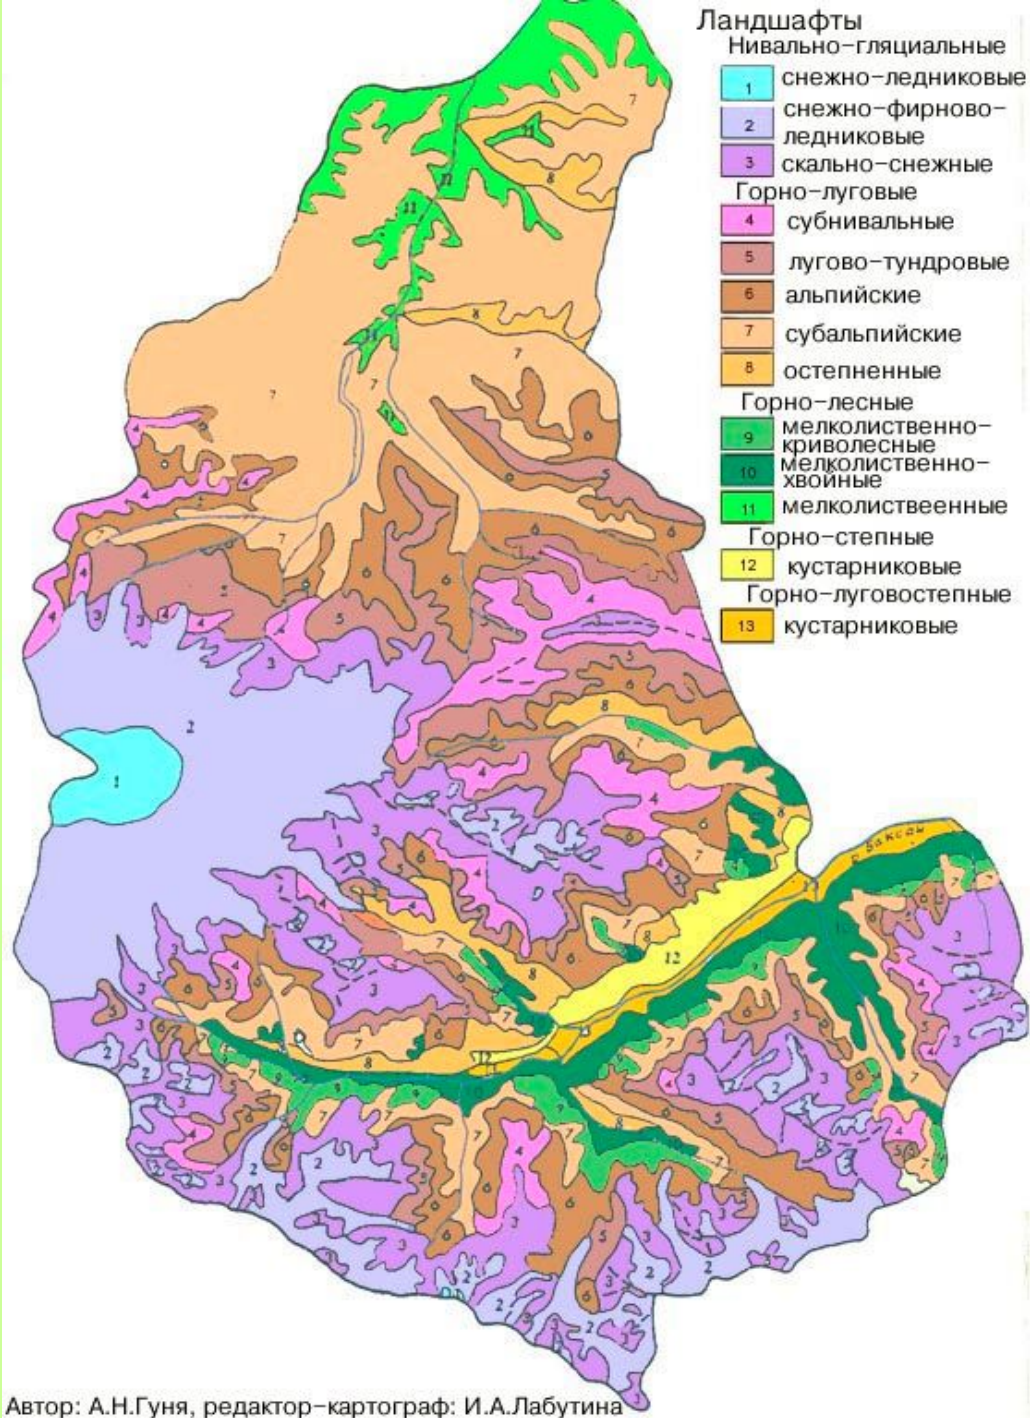 Ландшафты
Нивально-гляциальные
1 снежно-ледниковые
2 снежно-фирново-
ледниковые
3 скально-снежные
Горно-луговые
4 субнивальные
5 лугово-тундровые
6 альпийские
7 субальпийские
8 остепненные
Горно-лесные
9 мелколиственно-
криволесные
10 мелколиственно-
хвойные
11 мелколиствеенные
Горно-степные
12 кустарниковые
Горно-луговостепные
13 кустарниковые
р. Баксан
Автор: А.Н.Гуня, редактор-картограф: И.А.Лабутина